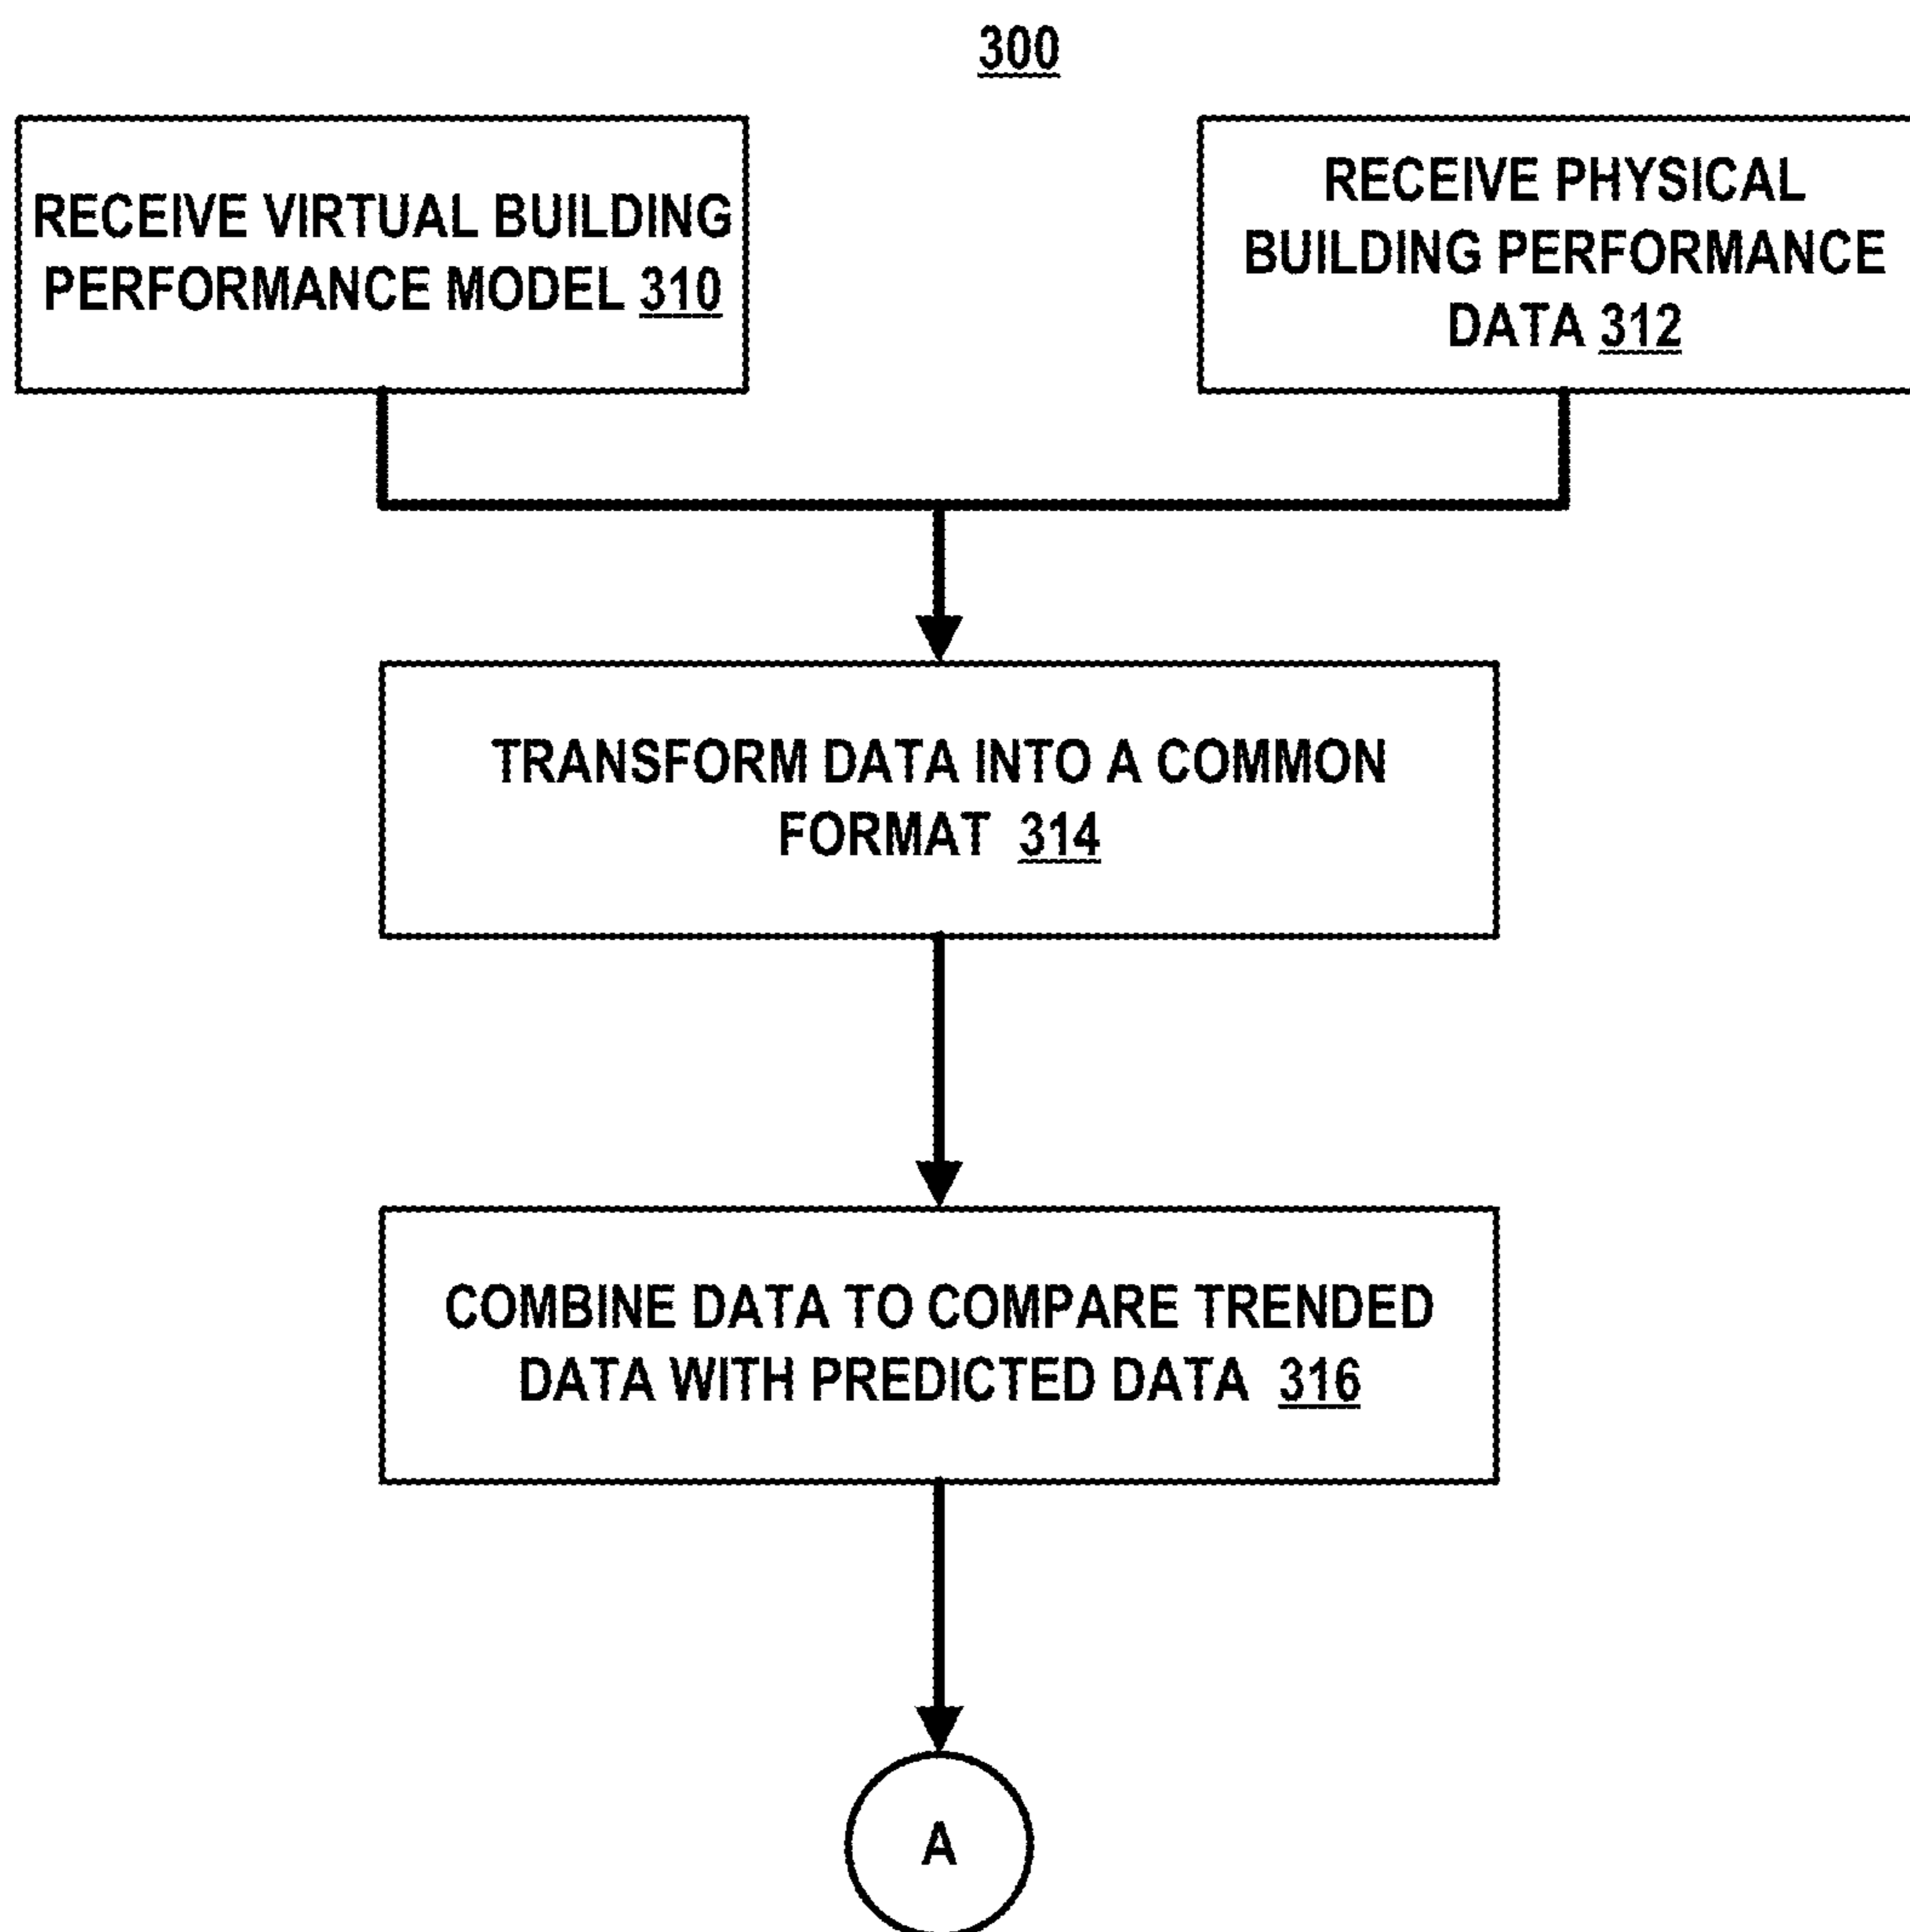 300
RECEIVE VIRTUAL BUILDING
PERFORMANCE MODEL 310
RECEIVE PHYSICAL
BUILDING PERFORMANCE
DATA 312
TRANSFORM DATA INTO A COMMON
FORMAT 314
COMBINE DATA TO COMPARE TRENDED
DATA WITH PREDICTED DATA 316
A